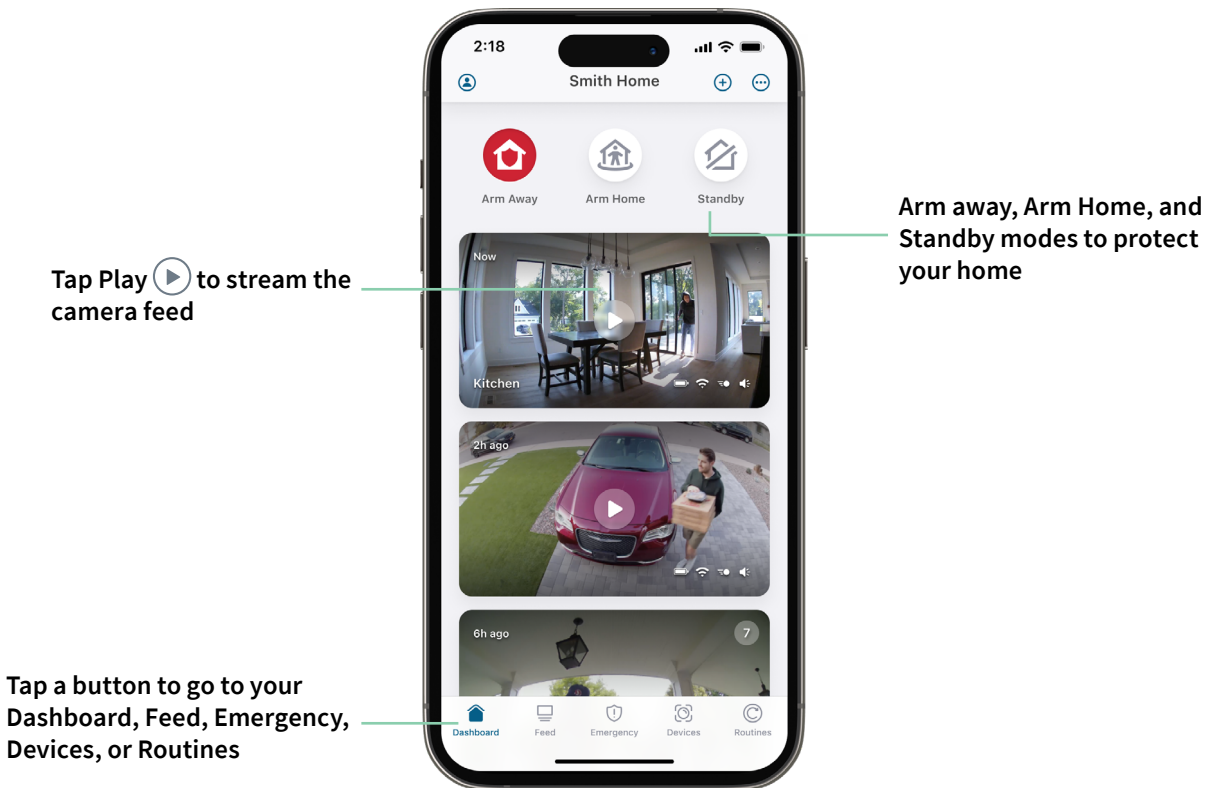 2:18
Smith Home
Arm Away
Arm Home
Standby
Arm away, Arm Home, and
Standby modes to protect
your home
Now
Tap Play to stream the
camera feed
Kitchen
2h ago
6h ago
7
Tap a button to go to your
Dashboard, Feed, Emergency,
Devices, or Routines
Dashboard
Feed
Emergency
Devices
Routines